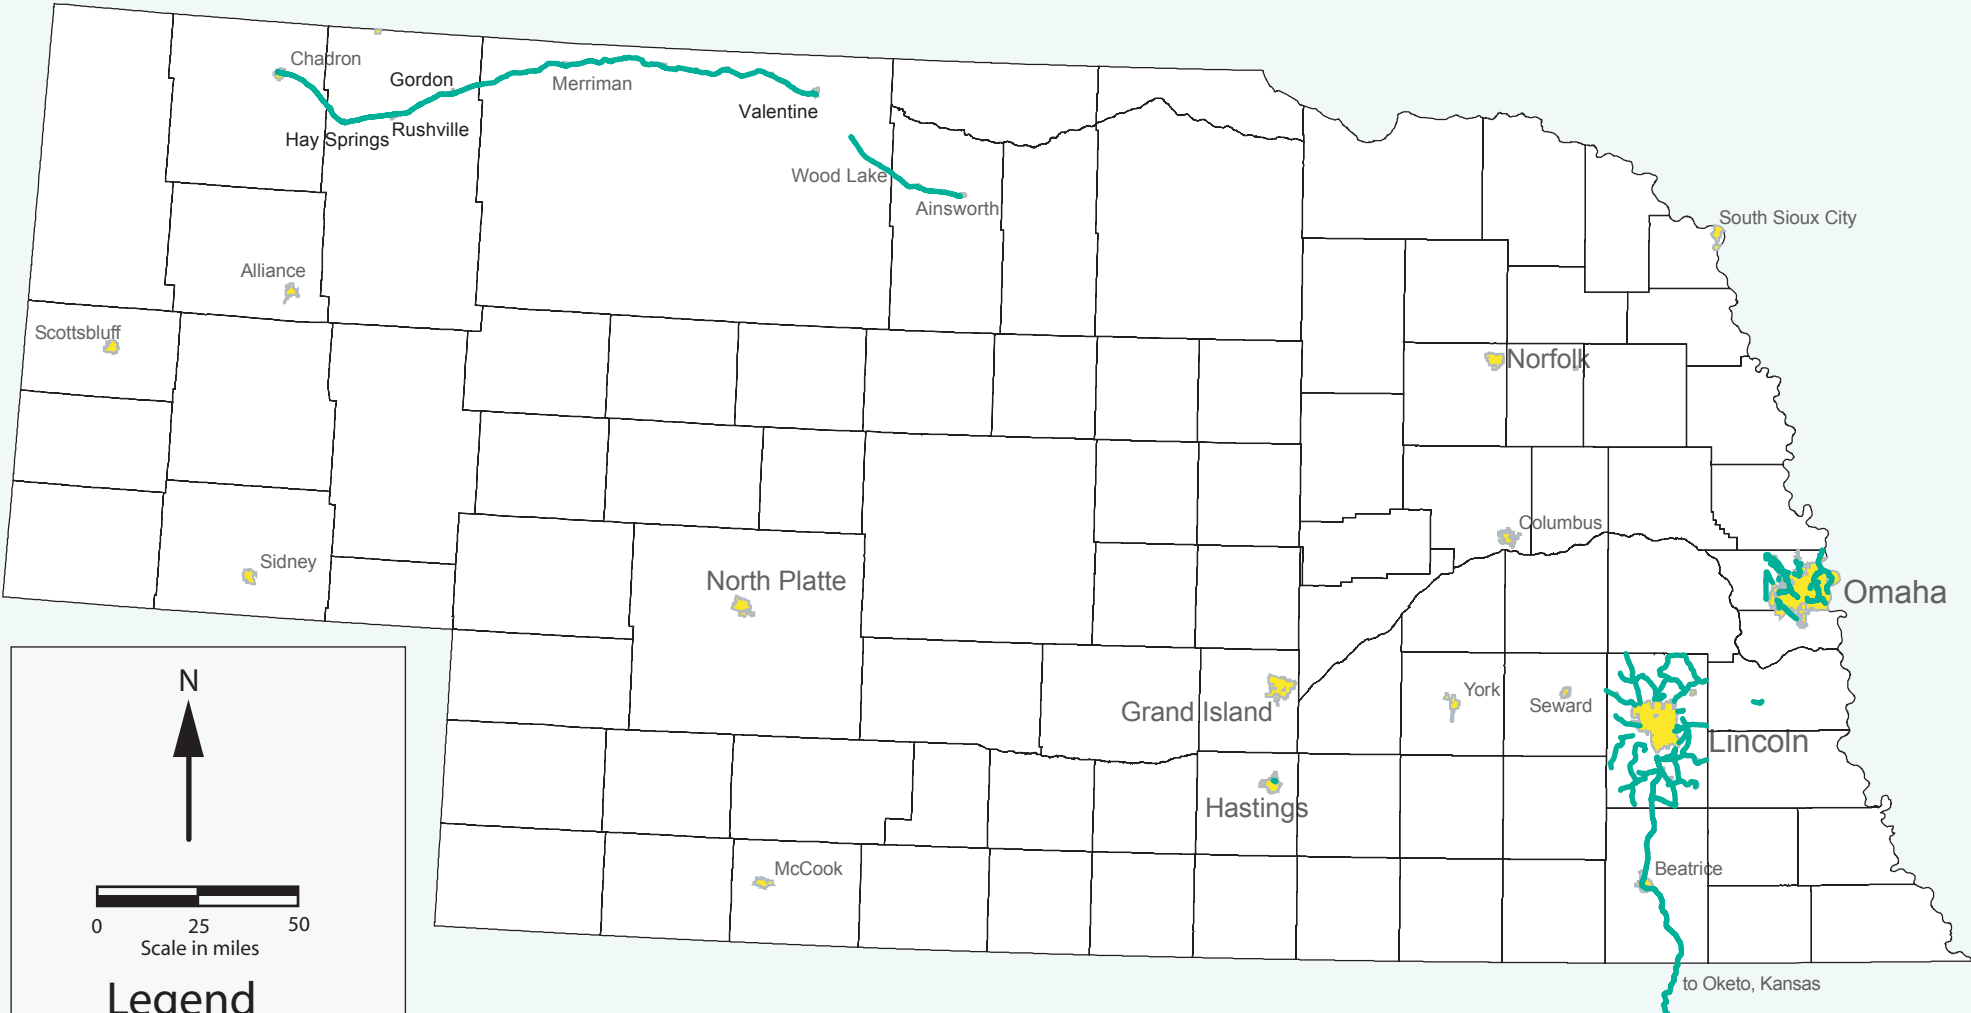 Chadron
Gordon
Merriman
Valentine
Hay Springs
Rushville
Wood Lake
Ainsworth
South Sioux City
Alliance
Scottsbluff
Norfolk
Columbus
Sidney
North Platte
Omaha
Grand Island
York
Seward
Lincoln
Hastings
McCook
Beatrice
to Oketo, Kansas
N
0 25 50
Scale in miles
Legend